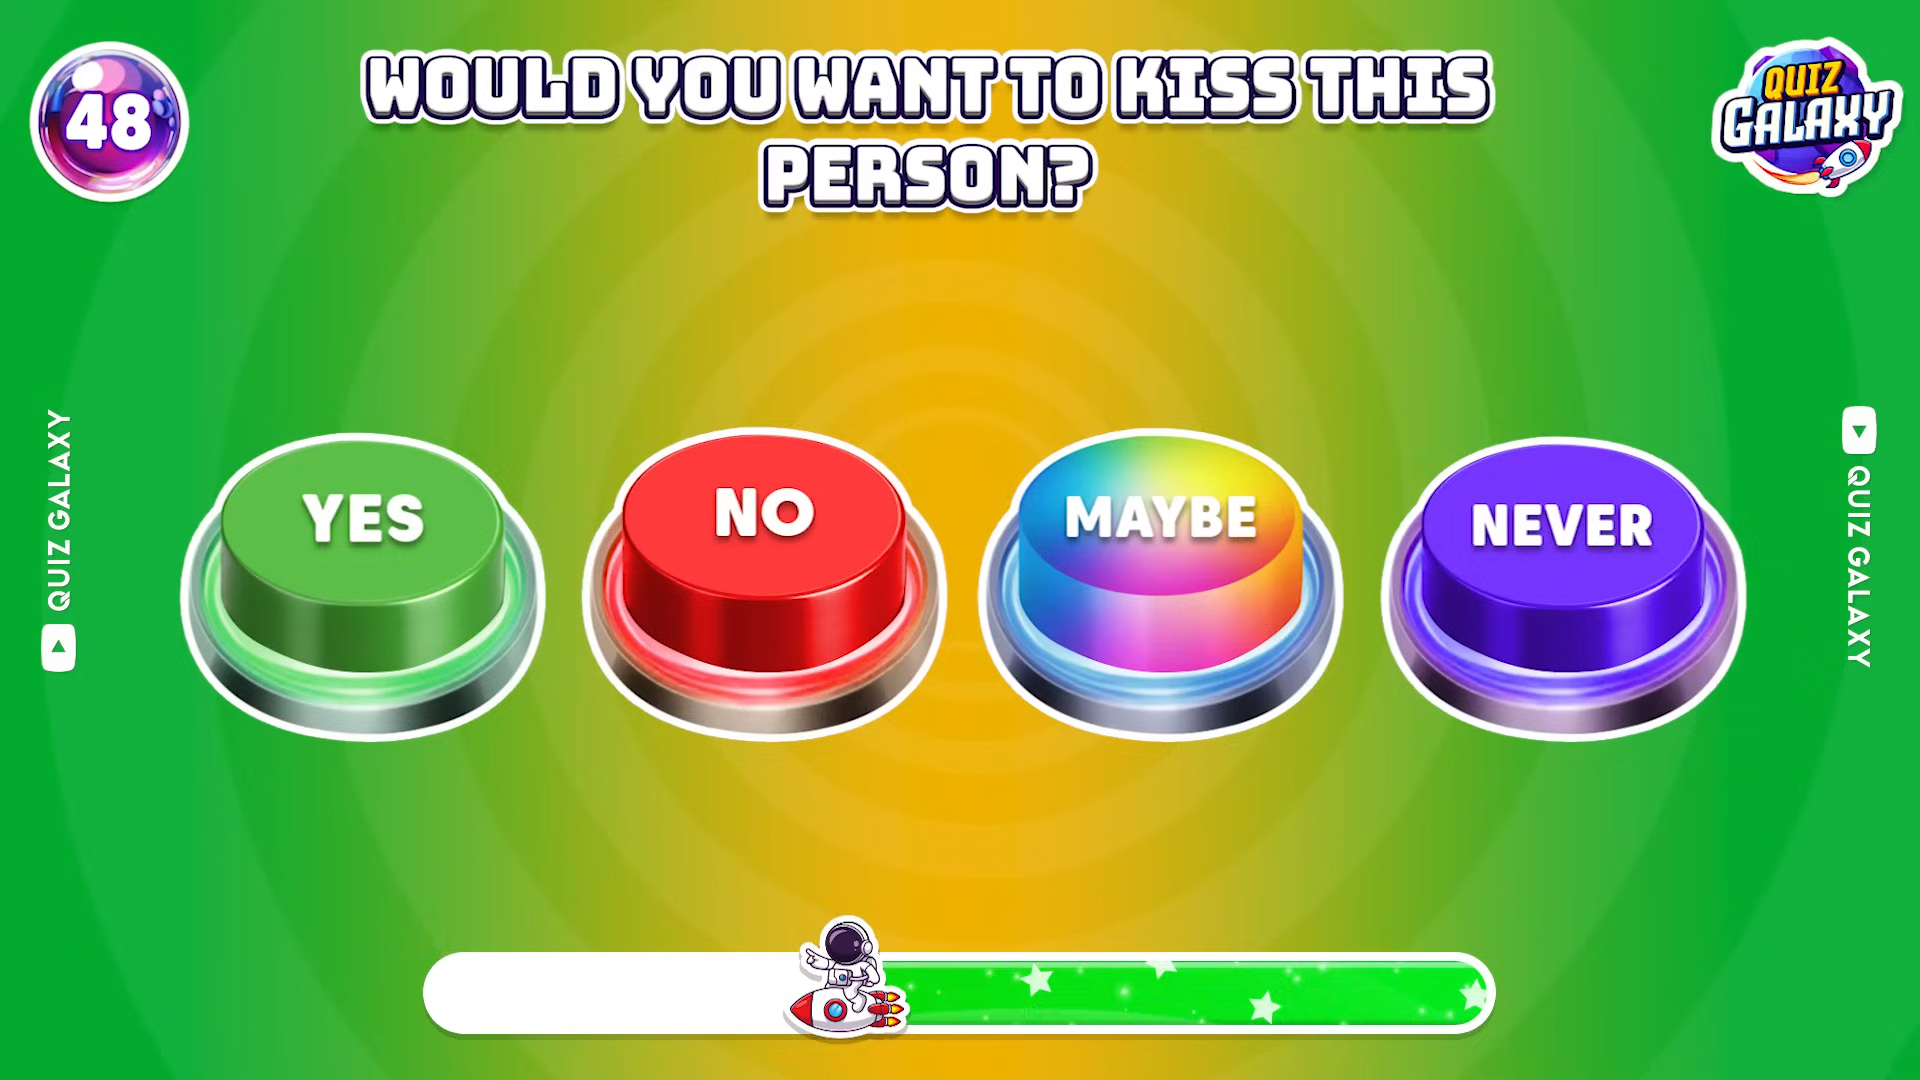 48
WOULD YOU WANT TO KISS THIS
PERSON?
QUIZ
GALAXY
QUIZ GALAXY
QUIZ GALAXY
YES
NO
MAYBE
NEVER